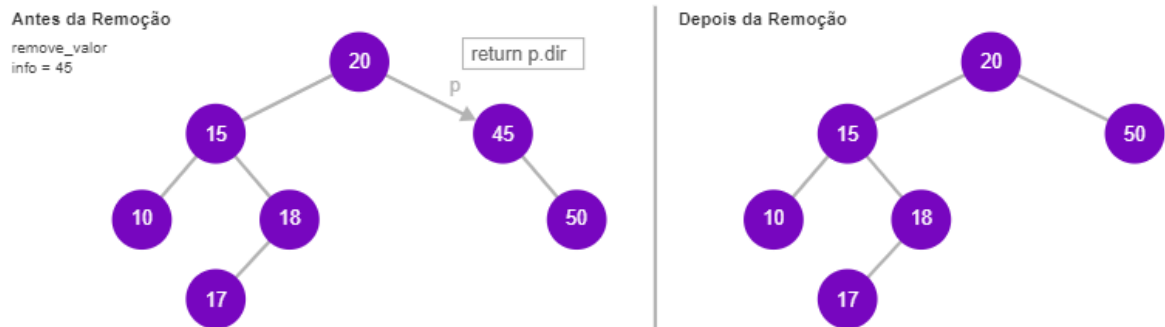 Antes da Remoção
remove_valor
info = 45
return p.dir
p
20
15
45
10
18
50
17
Depois da Remoção
20
15
50
10
18
17